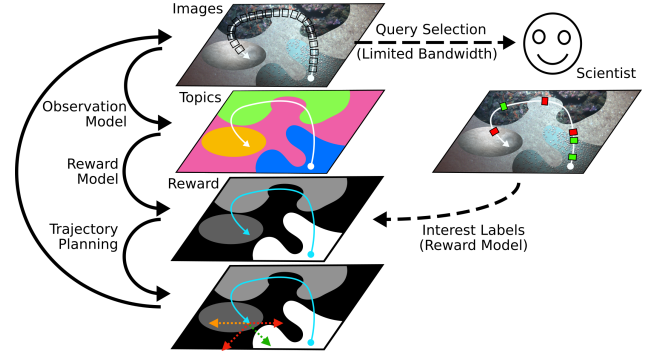 Images
Query Selection
(Limited Bandwidth)
Scientist
Observation
Model
Topics
Reward
Model
Reward
Trajectory
Planning
Interest Labels
(Reward Model)